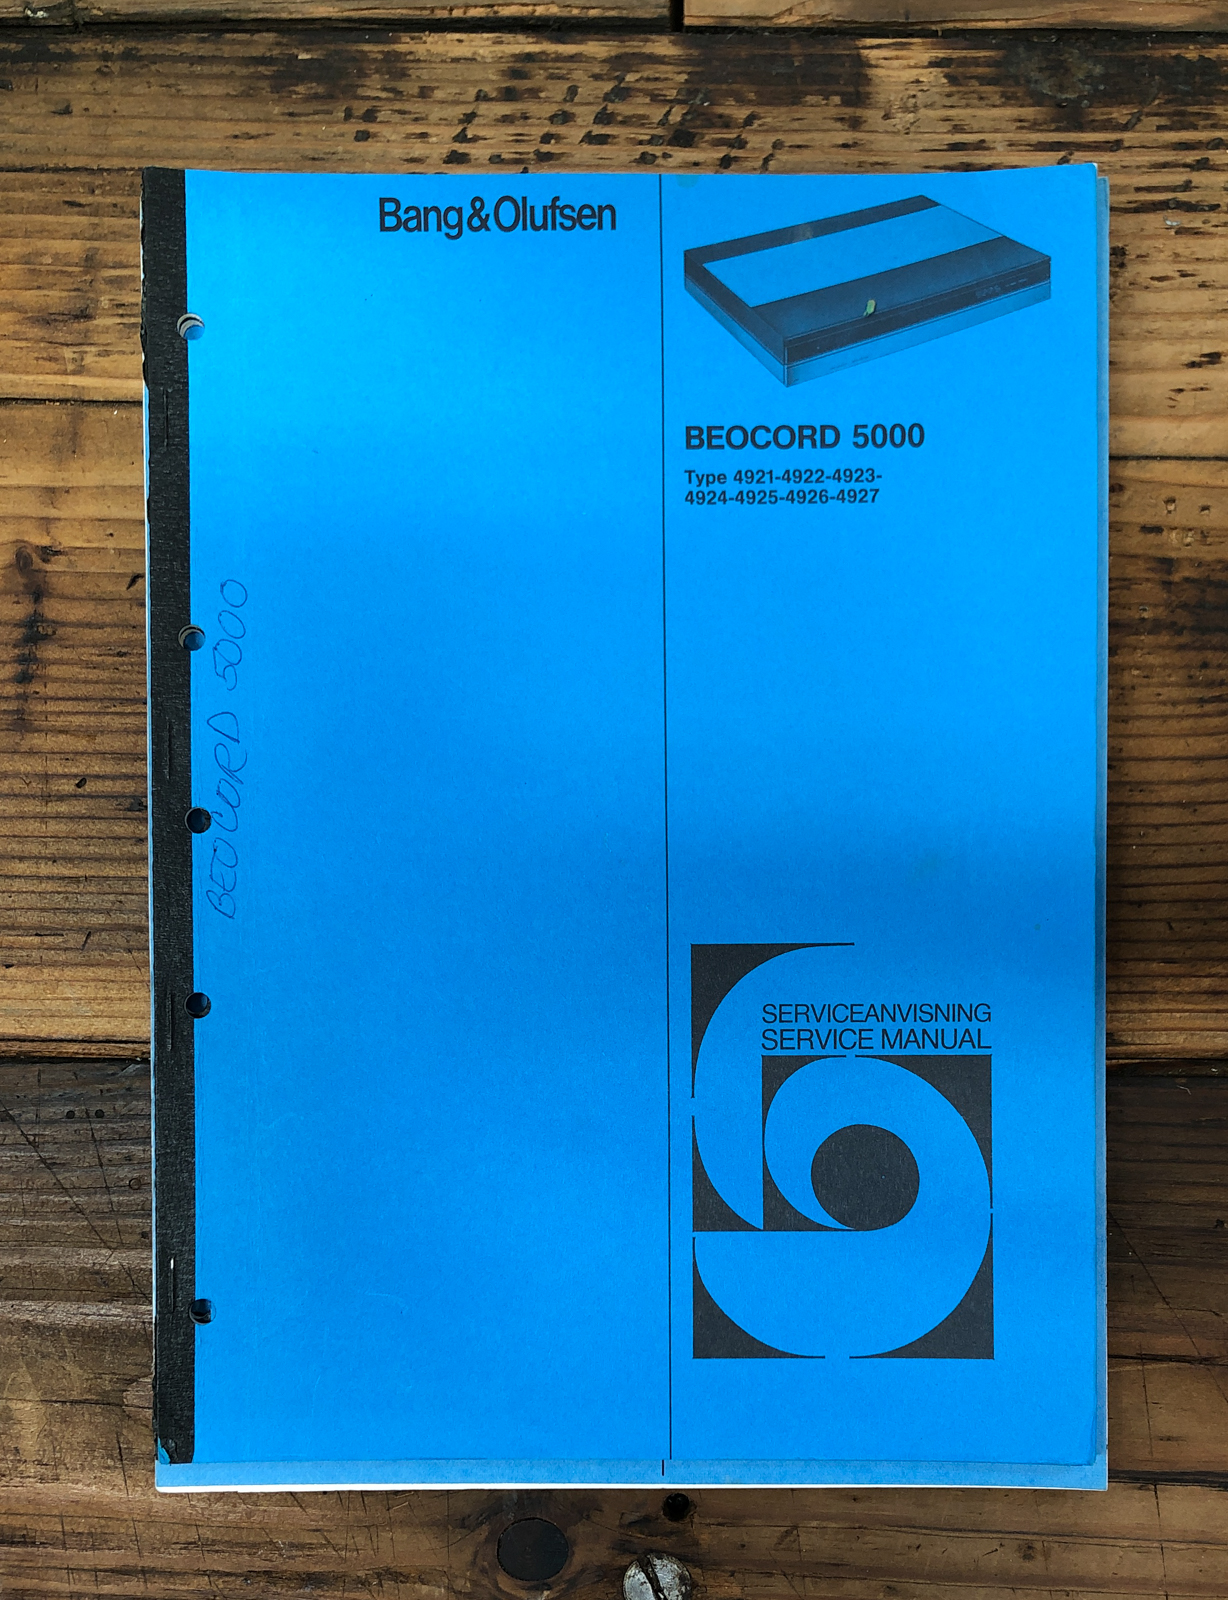 Bang&Olufsen
BEOCORD 5000
Type 4921-4922-4923-
4924-4925-4926-4927
BEOCORD 5000
SERVICEANVISNING
SERVICE MANUAL